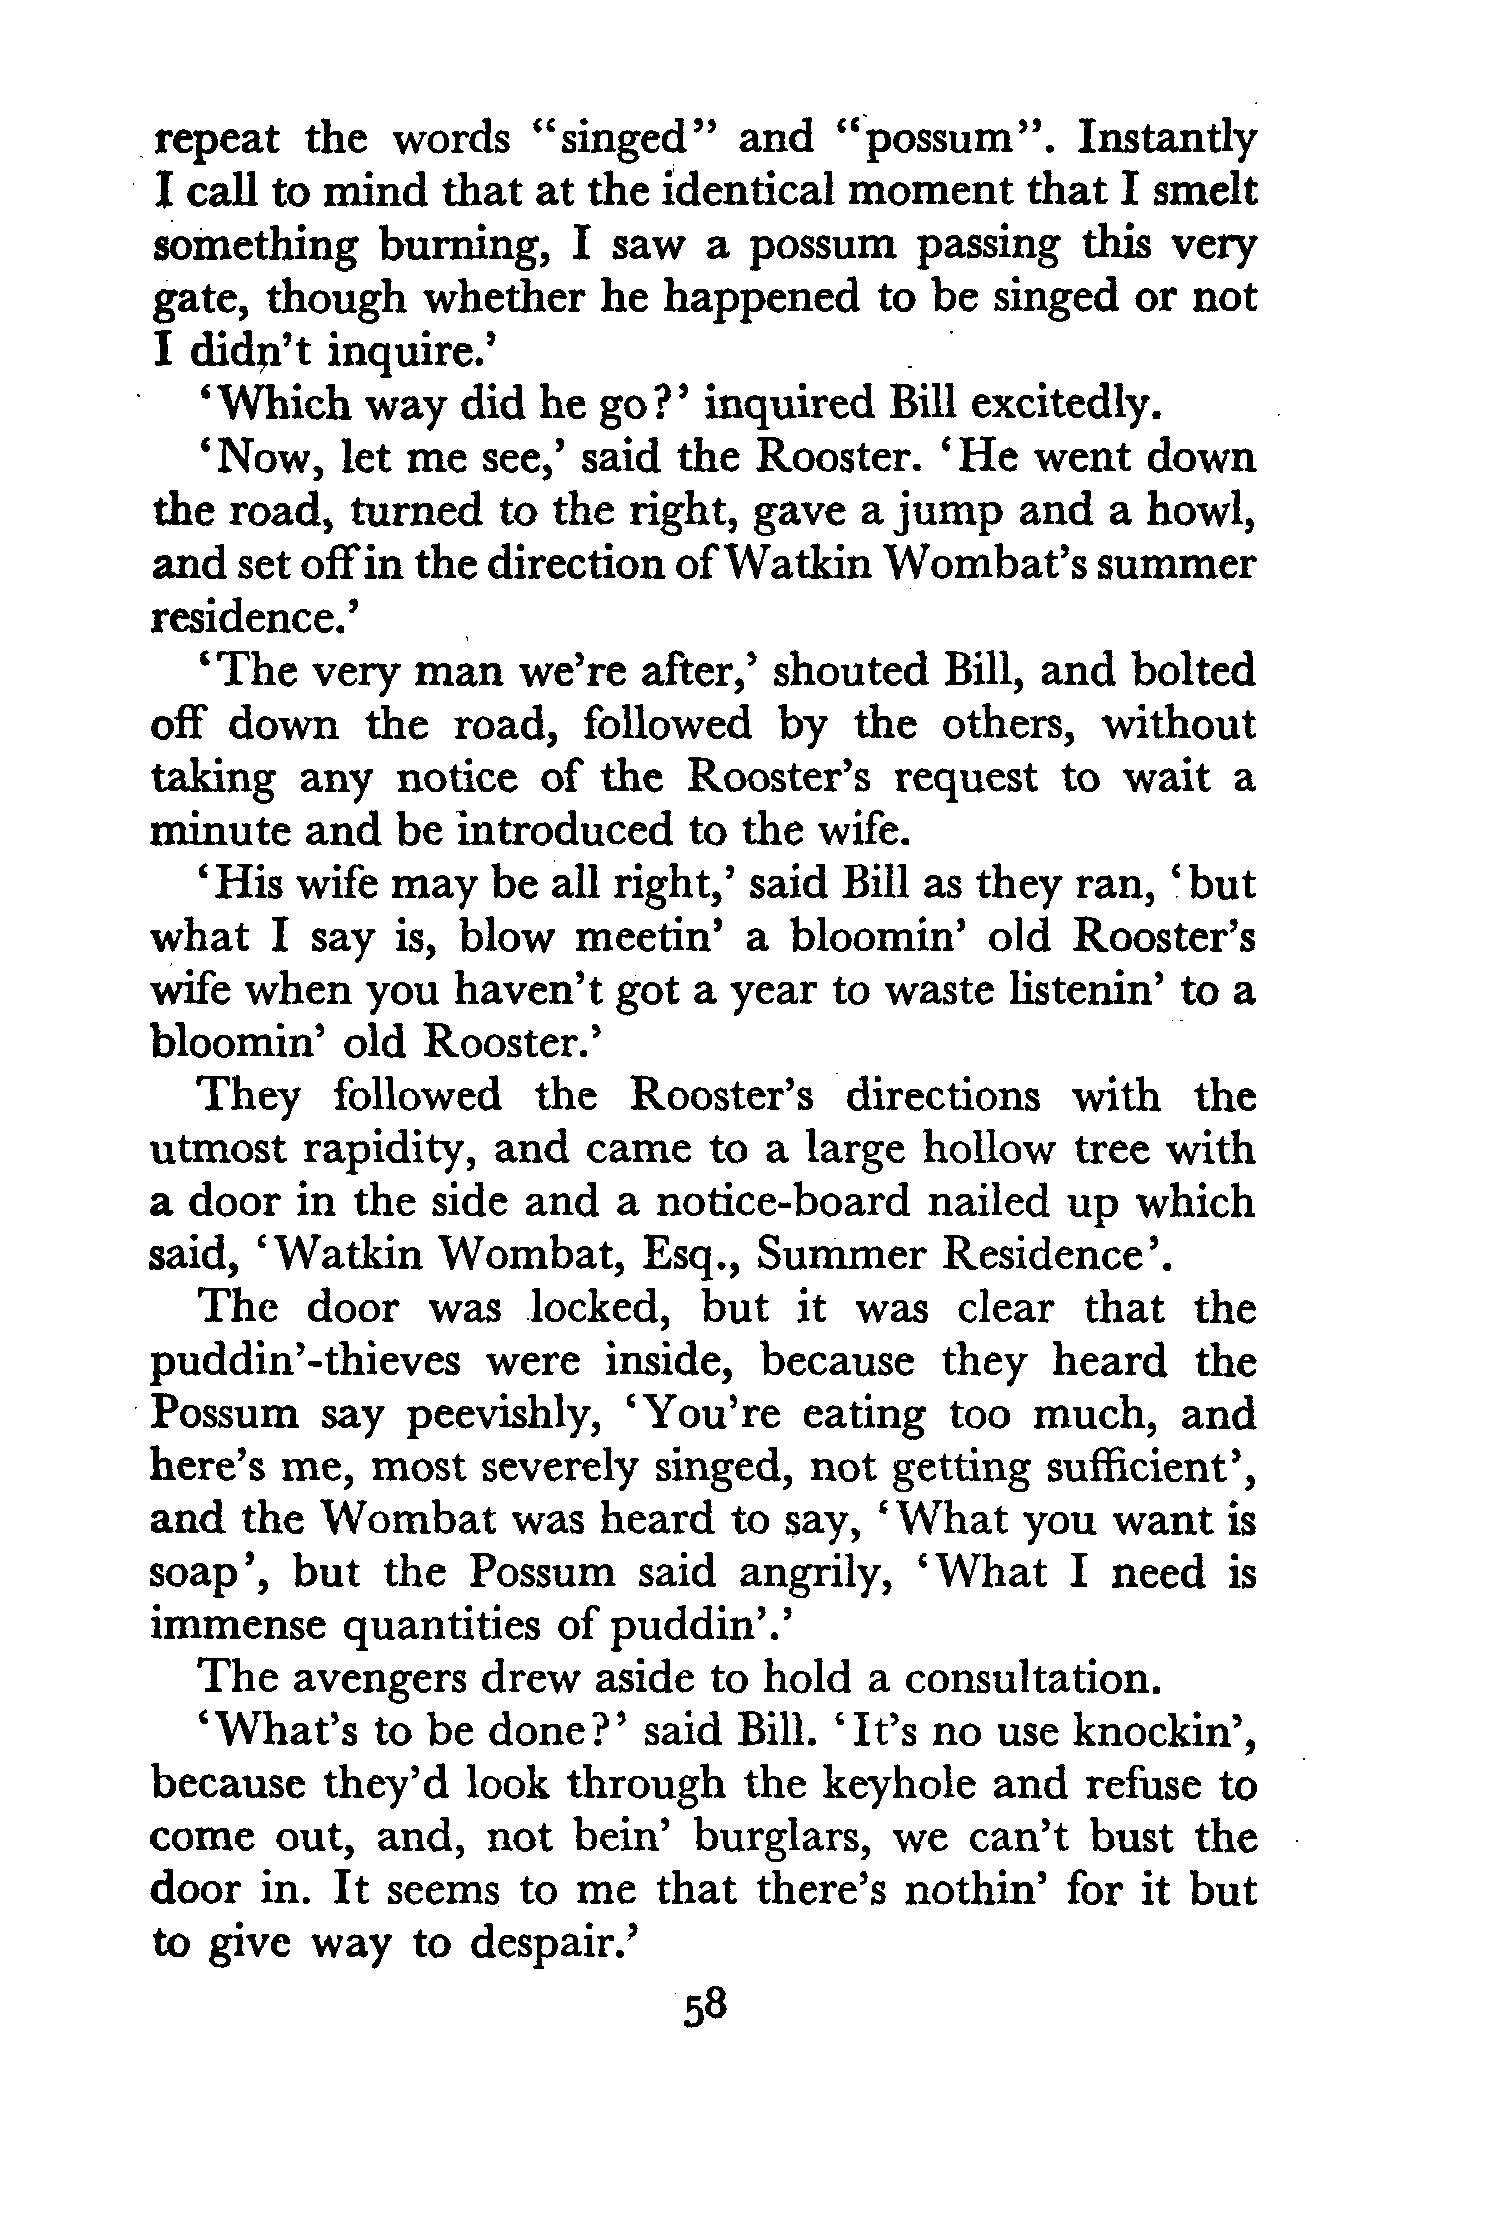 repeat the words “singed” and “possum”. Instantly
I call to mind that at the identical moment that I smelt
something burning, I saw a possum passing this very
gate, though whether he happened to be singed or not
I didn’t inquire.’
‘Which way did he go?’ inquired Bill excitedly.
‘Now, let me see,’ said the Rooster. ‘He went down
the road, turned to the right, gave a jump and a howl,
and set off in the direction of Watkin Wombat’s summer
residence.’
‘The very man we’re after,’ shouted Bill, and bolted
off down the road, followed by the others, without
taking any notice of the Rooster’s request to wait a
minute and be introduced to the wife.
‘His wife may be all right,’ said Bill as they ran, ‘but
what I say is, blow meetin’ a bloomin’ old Rooster’s
wife when you haven’t got a year to waste listenin’ to a
bloomin’ old Rooster.’
They followed the Rooster’s directions with the
utmost rapidity, and came to a large hollow tree with
a door in the side and a notice-board nailed up which
said, ‘Watkin Wombat, Esq., Summer Residence’.
The door was locked, but it was clear that the
puddin’-thieves were inside, because they heard the
Possum say peevishly, ‘You’re eating too much, and
here’s me, most severely singed, not getting sufficient’,
and the Wombat was heard to say, ‘What you want is
soap’, but the Possum said angrily, ‘What I need is
immense quantities of puddin’.’
The avengers drew aside to hold a consultation.
‘What’s to be done?’ said Bill. ‘It’s no use knockin’,
because they’d look through the keyhole and refuse to
come out, and, not bein’ burglars, we can’t bust the
door in. It seems to me that there’s nothin’ for it but
to give way to despair.’
58